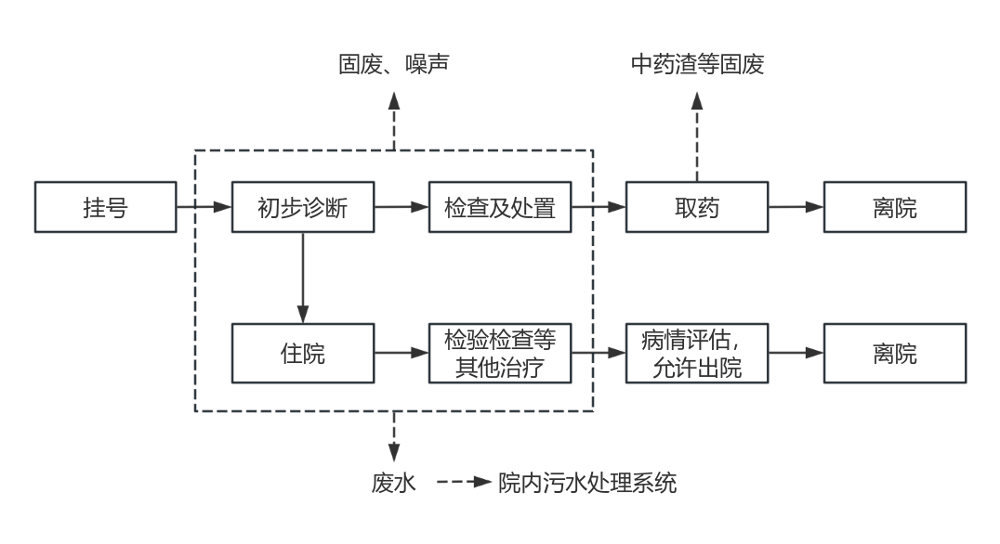 固废、噪声
中药渣等固废
挂号
初步诊断
检查及处置
取药
离院
住院
检验检查等
其他治疗
病情评估,
允许出院
离院
废水
院内污水处理系统